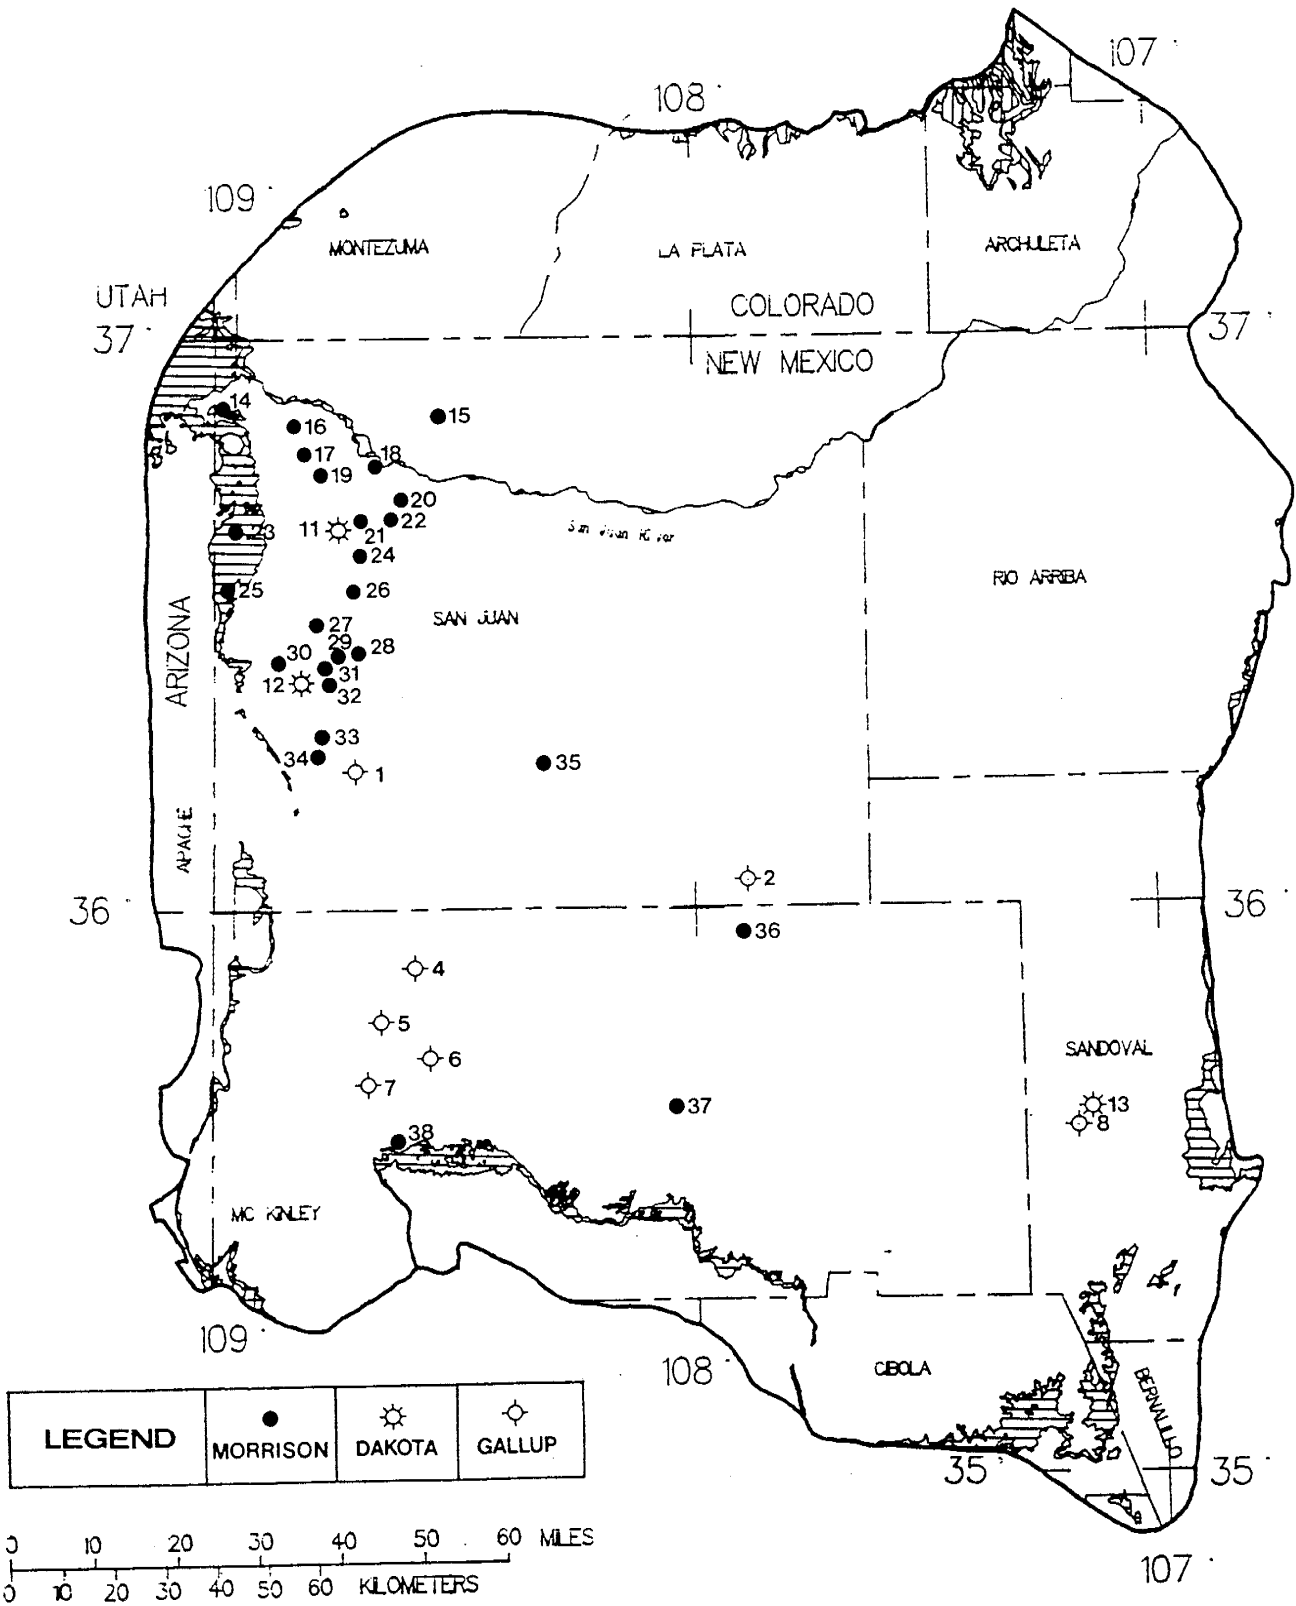 107
108
109
MONTEZUMA
LA PLATA
ARCHULETA
UTAH
COLORADO
37
37
NEW MEXICO
14
15
16
17
18
19
20
11
21
22
San Juan River
23
24
RIO ARRIBA
25
26
ARIZONA
SAN JUAN
27
29
28
30
31
12
32
33
34
1
35
APACHE
2
36
36
36
4
5
6
SANDOVAL
7
37
13
8
38
MC KINLEY
109
108
CIBOLA
BERNALILLO
35
35
LEGEND
MORRISON
DAKOTA
GALLUP
0 10 20 30 40 50 60 MILES
0 10 20 30 40 50 60 KILOMETERS
107